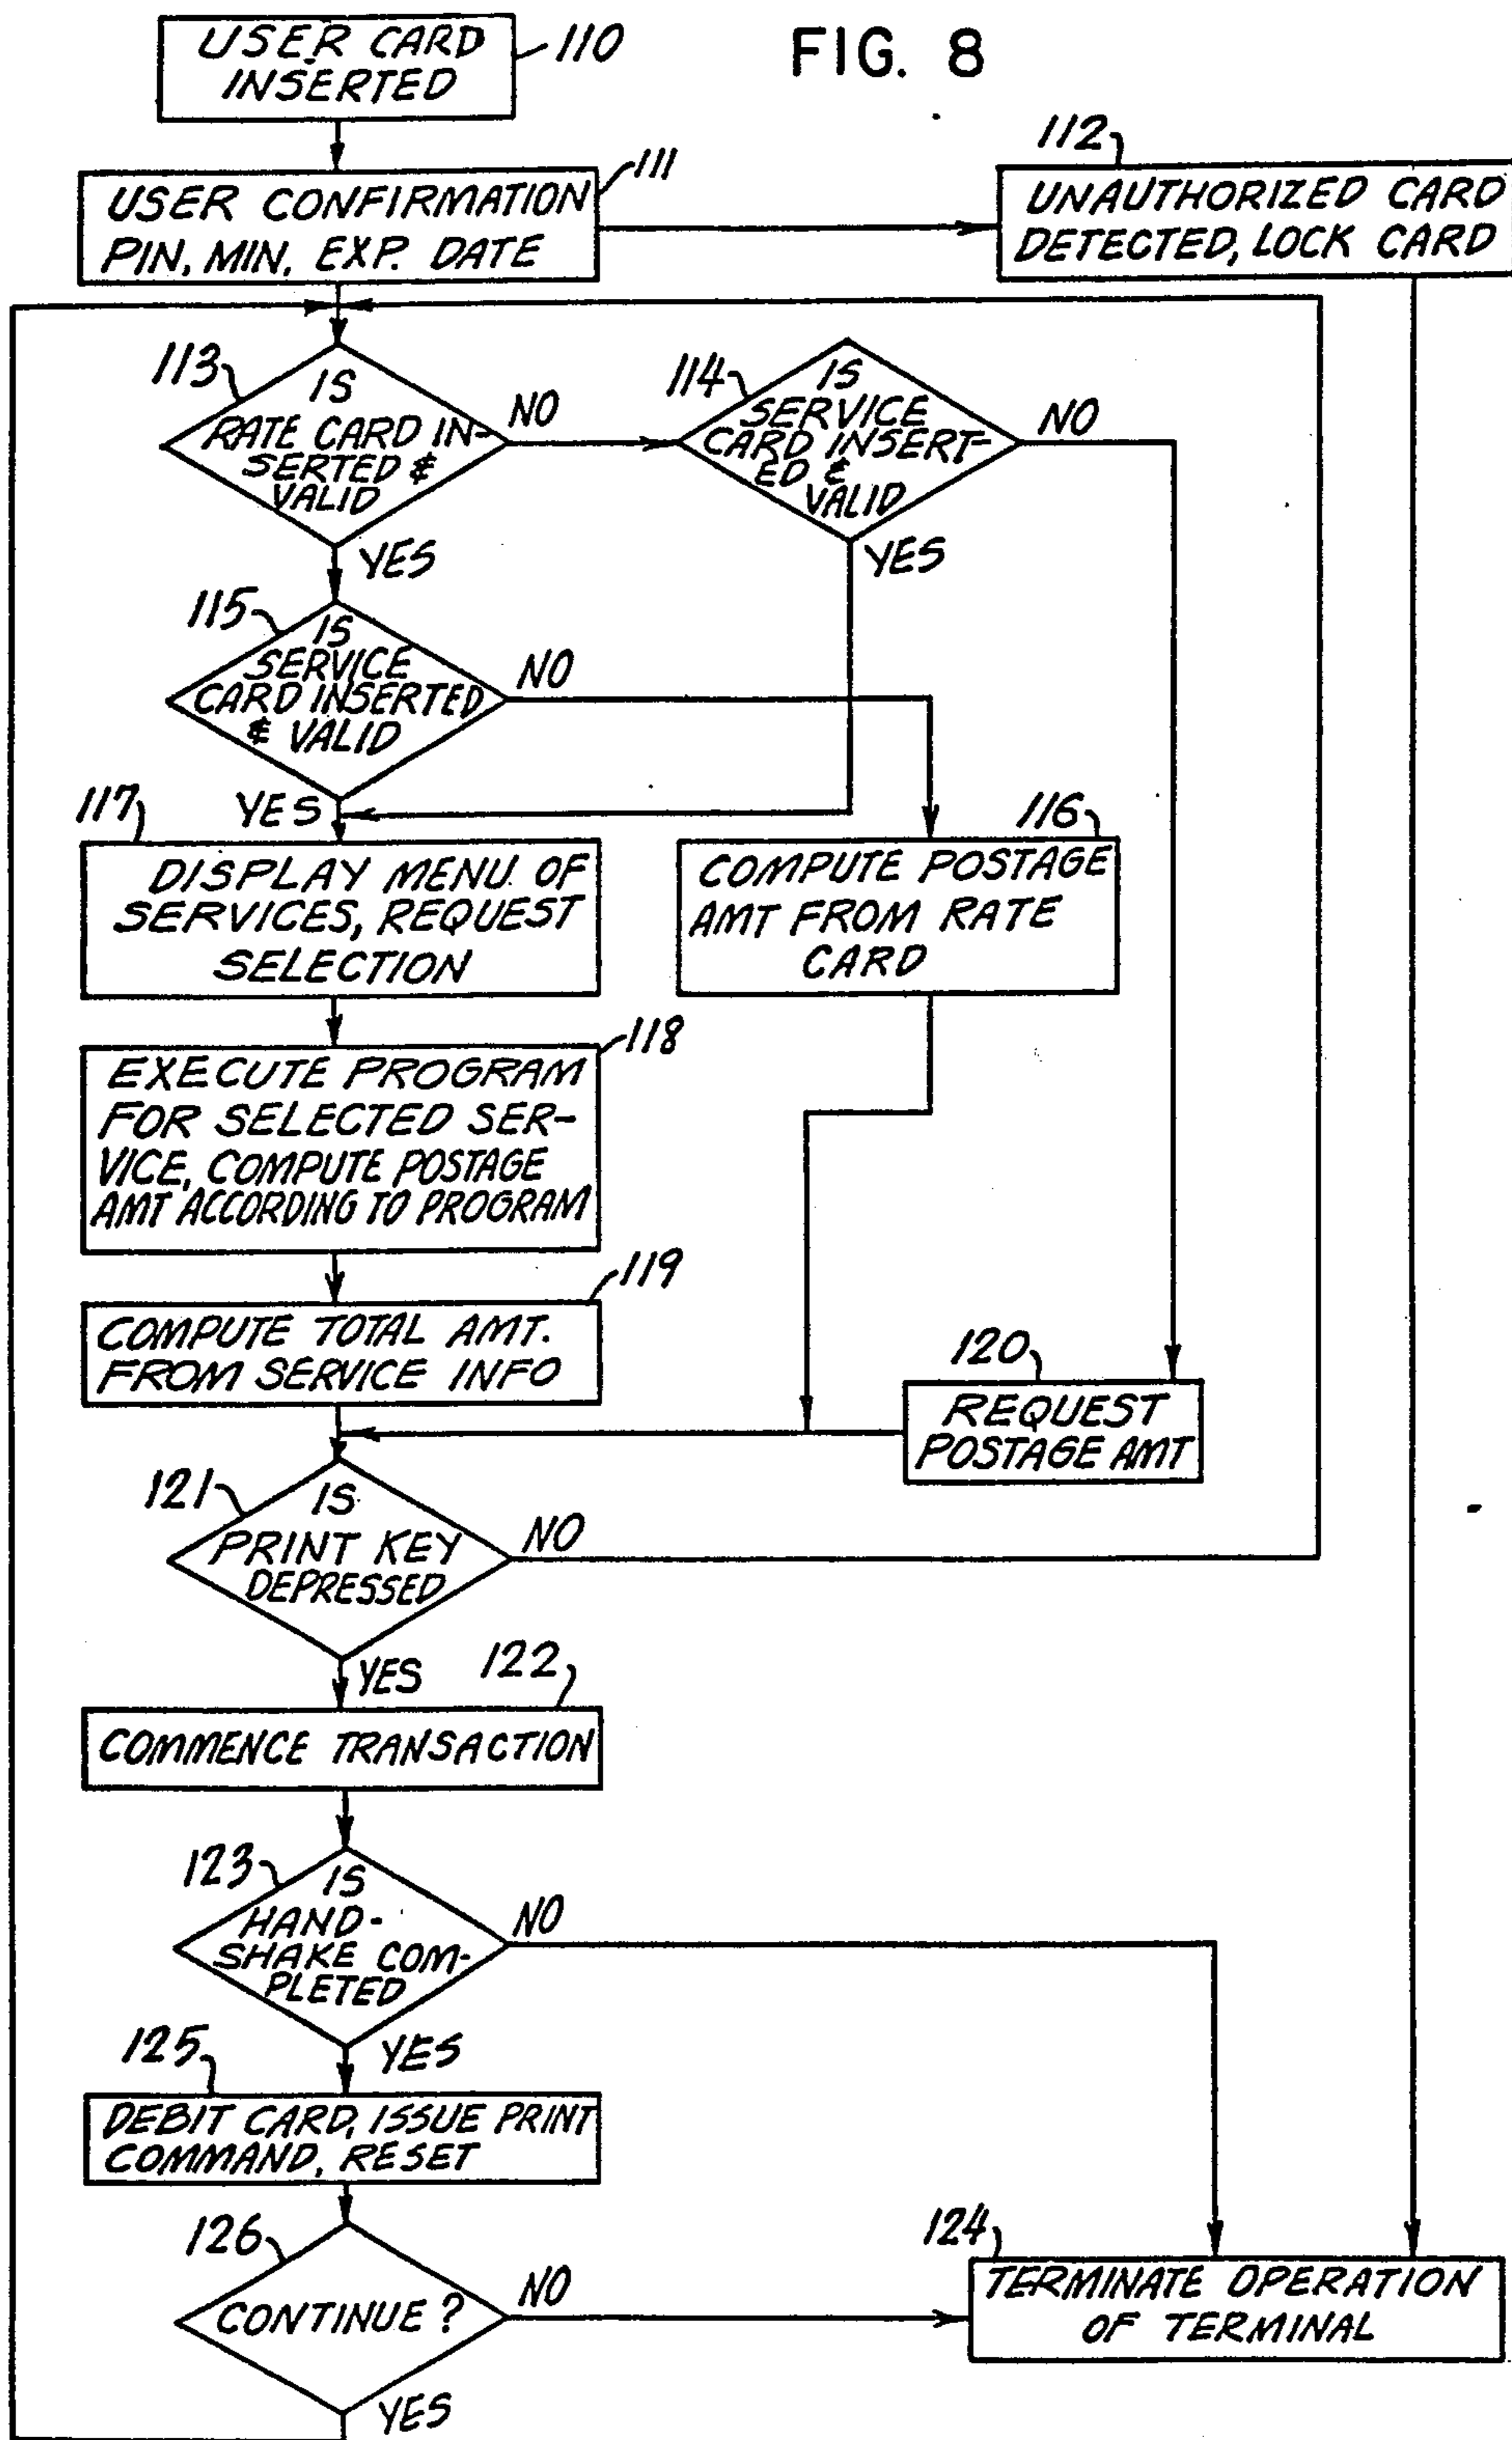 FIG. 8
USER CARD
INSERTED
110
111
USER CONFIRMATION
PIN, MIN, EXP. DATE
112
UNAUTHORIZED CARD
DETECTED, LOCK CARD
113
IS
RATE CARD IN-
SERTED &
VALID
NO
YES
114
IS
SERVICE
CARD INSERT-
ED &
VALID
NO
YES
115
IS
SERVICE
CARD INSERTED
& VALID
NO
YES
117
DISPLAY MENU OF
SERVICES, REQUEST
SELECTION
116
COMPUTE POSTAGE
AMT FROM RATE
CARD
118
EXECUTE PROGRAM
FOR SELECTED SER-
VICE, COMPUTE POSTAGE
AMT ACCORDING TO PROGRAM
119
COMPUTE TOTAL AMT.
FROM SERVICE INFO
120
REQUEST
POSTAGE AMT
121
IS
PRINT KEY
DEPRESSED
NO
YES
122
COMMENCE TRANSACTION
123
IS
HAND-
SHAKE COM-
PLETED
NO
YES
125
DEBIT CARD, ISSUE PRINT
COMMAND, RESET
126
CONTINUE?
NO
YES
124
TERMINATE OPERATION
OF TERMINAL